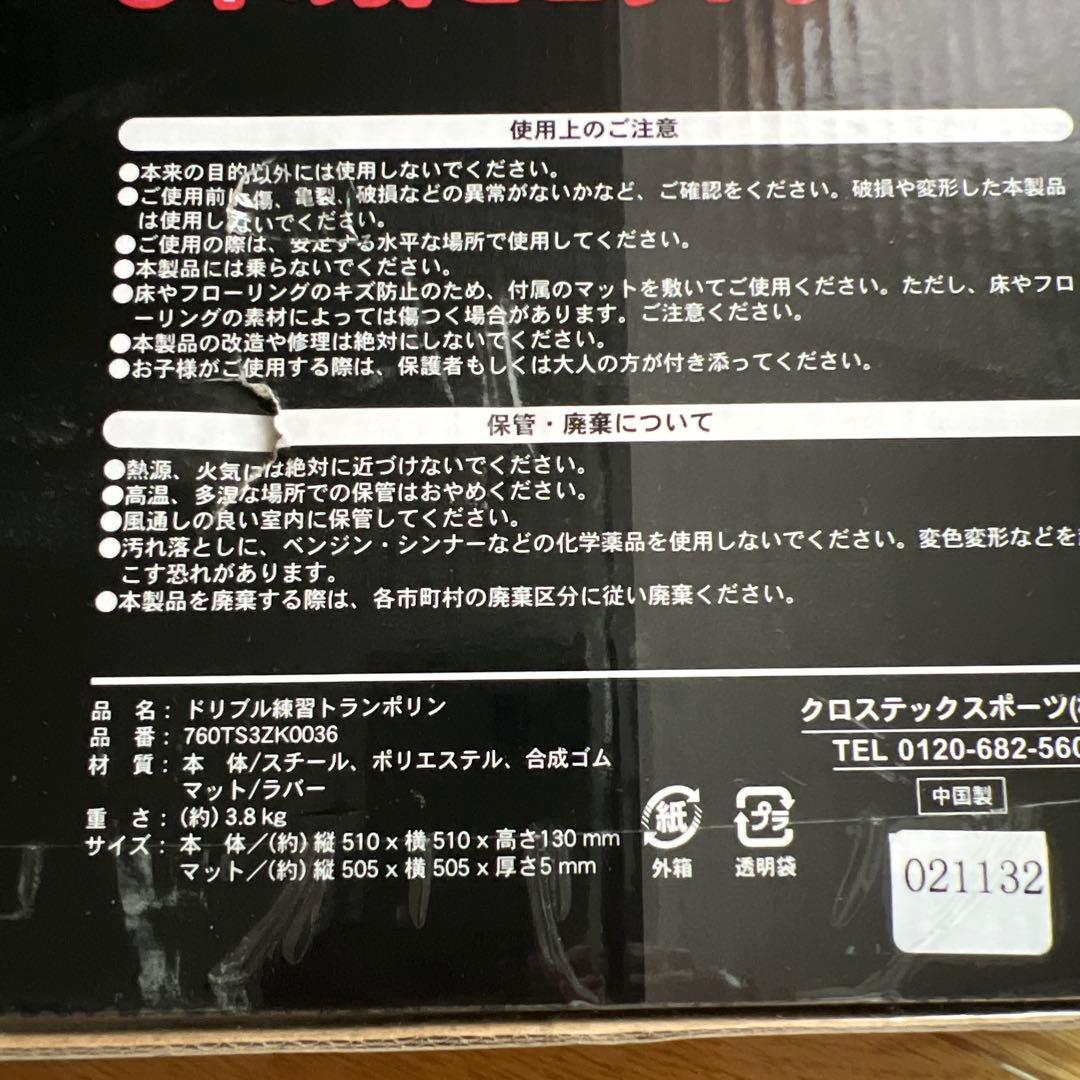 使用上のご注意
●本来の目的以外には使用しないでください。
●ご使用前に傷、亀裂、破損などの異常がないかなど、ご確認をください。破損や変形した本製品
は使用しないでください。
●ご使用の際は、安定する水平な場所で使用してください。
●本製品には乗らないでください。
●床やフローリングのキズ防止のため、付属のマットを敷いてご使用ください。ただし、床やフロ
ーリングの素材によっては傷つく場合があります。ご注意ください。
●本製品の改造や修理は絶対にしないでください。
●お子様がご使用する際は、保護者もしくは大人の方が付き添ってください。
保管・廃棄について
●熱源、火気には絶対に近づけないでください。
●高温、多湿な場所での保管はおやめください。
●風通しの良い室内に保管してください。
●汚れ落としに、ベンジン・シンナーなどの化学薬品を使用しないでください。変色変形などを
こす恐れがあります。
●本製品を廃棄する際は、各市町村の廃棄区分に従い廃棄ください。
品 名：ドリブル練習トランポリン
品 番：760TS3ZK0036
材 質：本 体/スチール、ポリエステル、合成ゴム
マット/ラバー
重 さ：(約) 3.8 kg
サイズ：本 体／(約) 縦 510 x 横 510 x 高さ130 mm
マット／(約) 縦 505 x 横 505 x 厚さ5 mm
紙
外箱
プラ
透明袋
クロステックスポーツ(
TEL 0120-682-560
中国製
021132